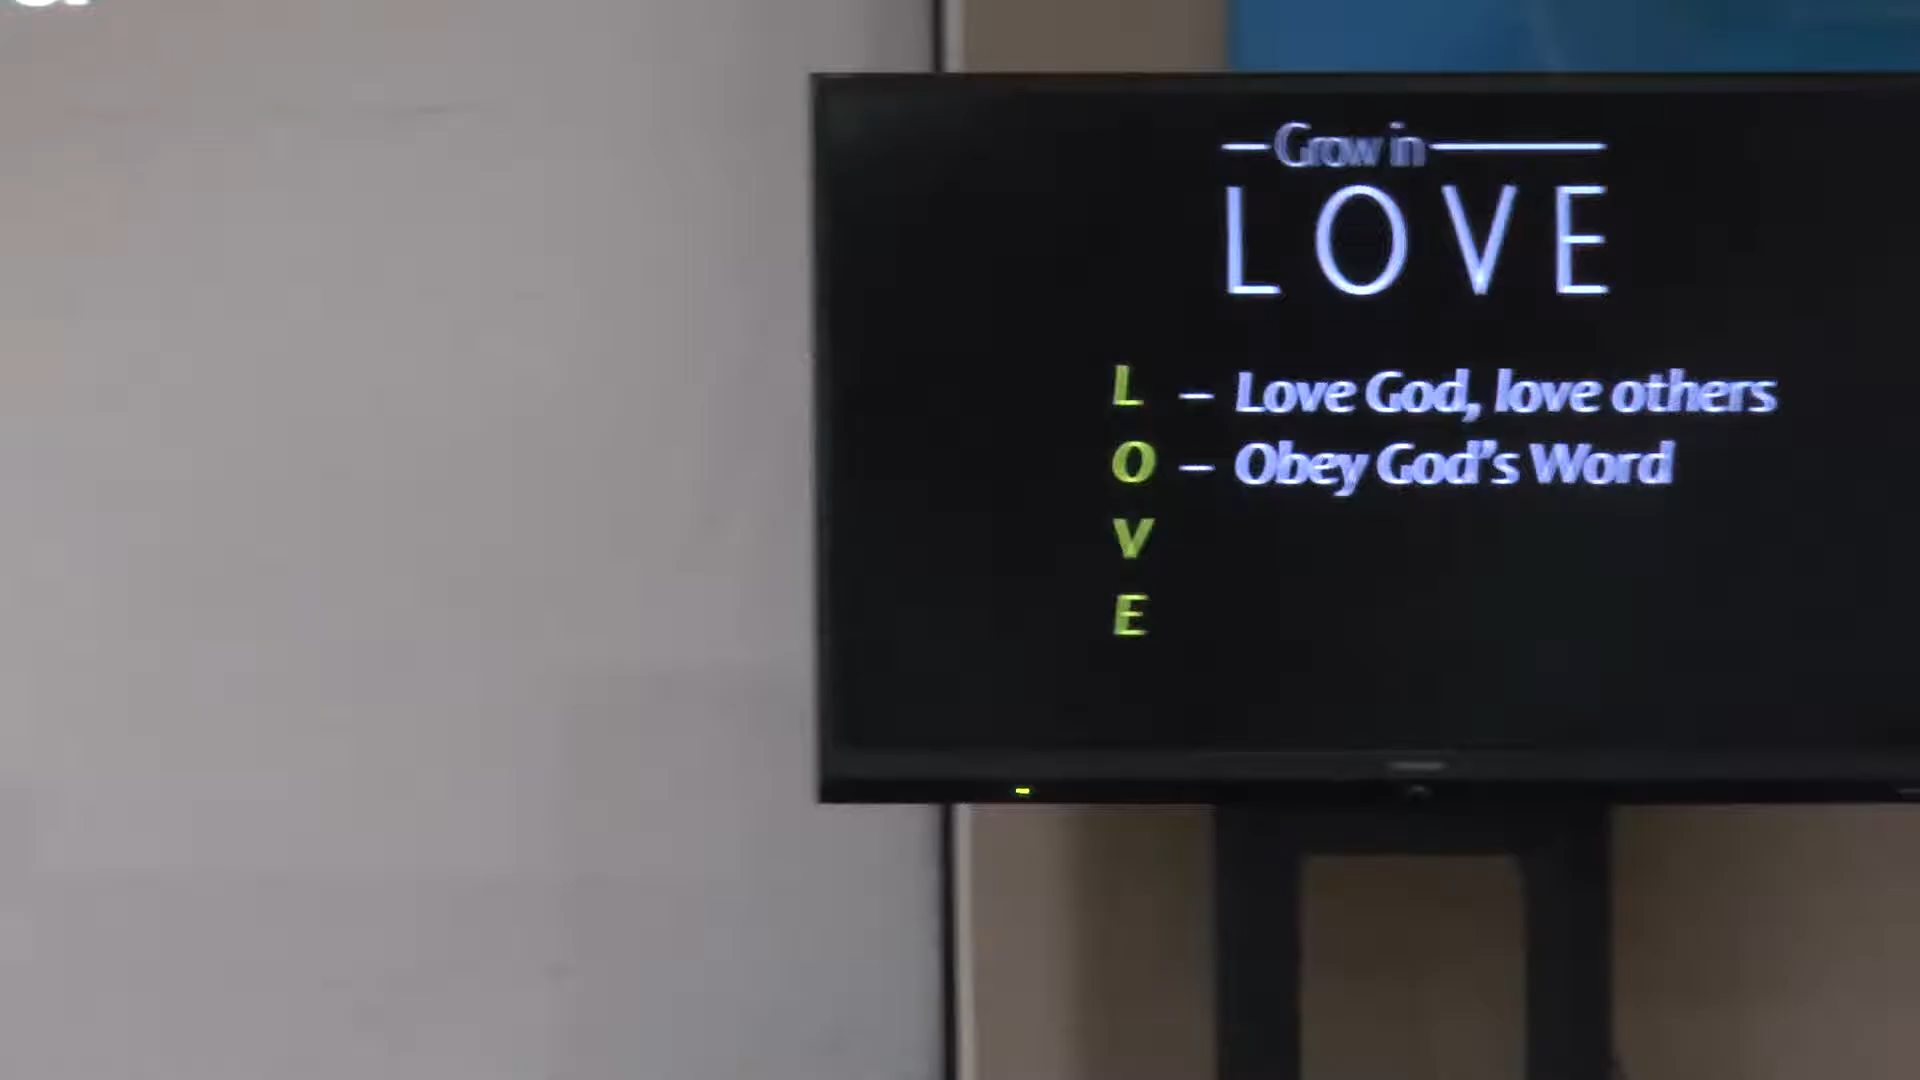 Grow in
LOVE
L – Love God, love others
O – Obey God's Word
V
E